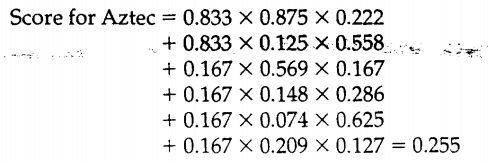 Score for Aztec = 0.833 × 0.875 × 0.222
+ 0.833 × 0.125 × 0.558
+ 0.167 × 0.569 × 0.167
+ 0.167 × 0.148 × 0.286
+ 0.167 × 0.074 × 0.625
+ 0.167 × 0.209 × 0.127 = 0.255